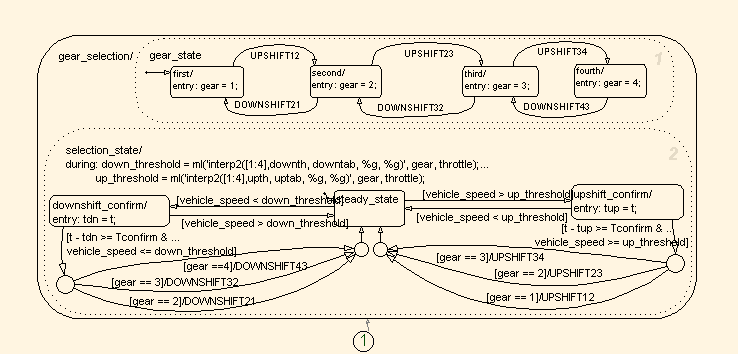 gear_selection/
gear_state
1
UPSHIFT12
UPSHIFT23
UPSHIFT34
first/
entry: gear = 1;
second/
entry: gear = 2;
third/
entry: gear = 3;
fourth/
entry: gear = 4;
DOWNSHIFT21
DOWNSHIFT32
DOWNSHIFT43
selection_state/
2
during: down_threshold = ml('interp2([1:4],downth, downtab, %g, %g)', gear, throttle);...
up_threshold = ml('interp2([1:4],upth, uptab, %g, %g)', gear, throttle);
downshift_confirm/
entry: tdn = t;
[vehicle_speed < down_threshold]
[vehicle_speed > down_threshold]
steady_state
[vehicle_speed > up_threshold]
[vehicle_speed < up_threshold]
upshift_confirm/
entry: tup = t;
[t - tdn >= Tconfirm & ...
vehicle_speed <= down_threshold]
[t - tup >= Tconfirm & ...
vehicle_speed >= up_threshold]
[gear ==4]/DOWNSHIFT43
[gear == 3]/DOWNSHIFT32
[gear == 2]/DOWNSHIFT21
[gear == 3]/UPSHIFT34
[gear == 2]/UPSHIFT23
[gear == 1]/UPSHIFT12
1